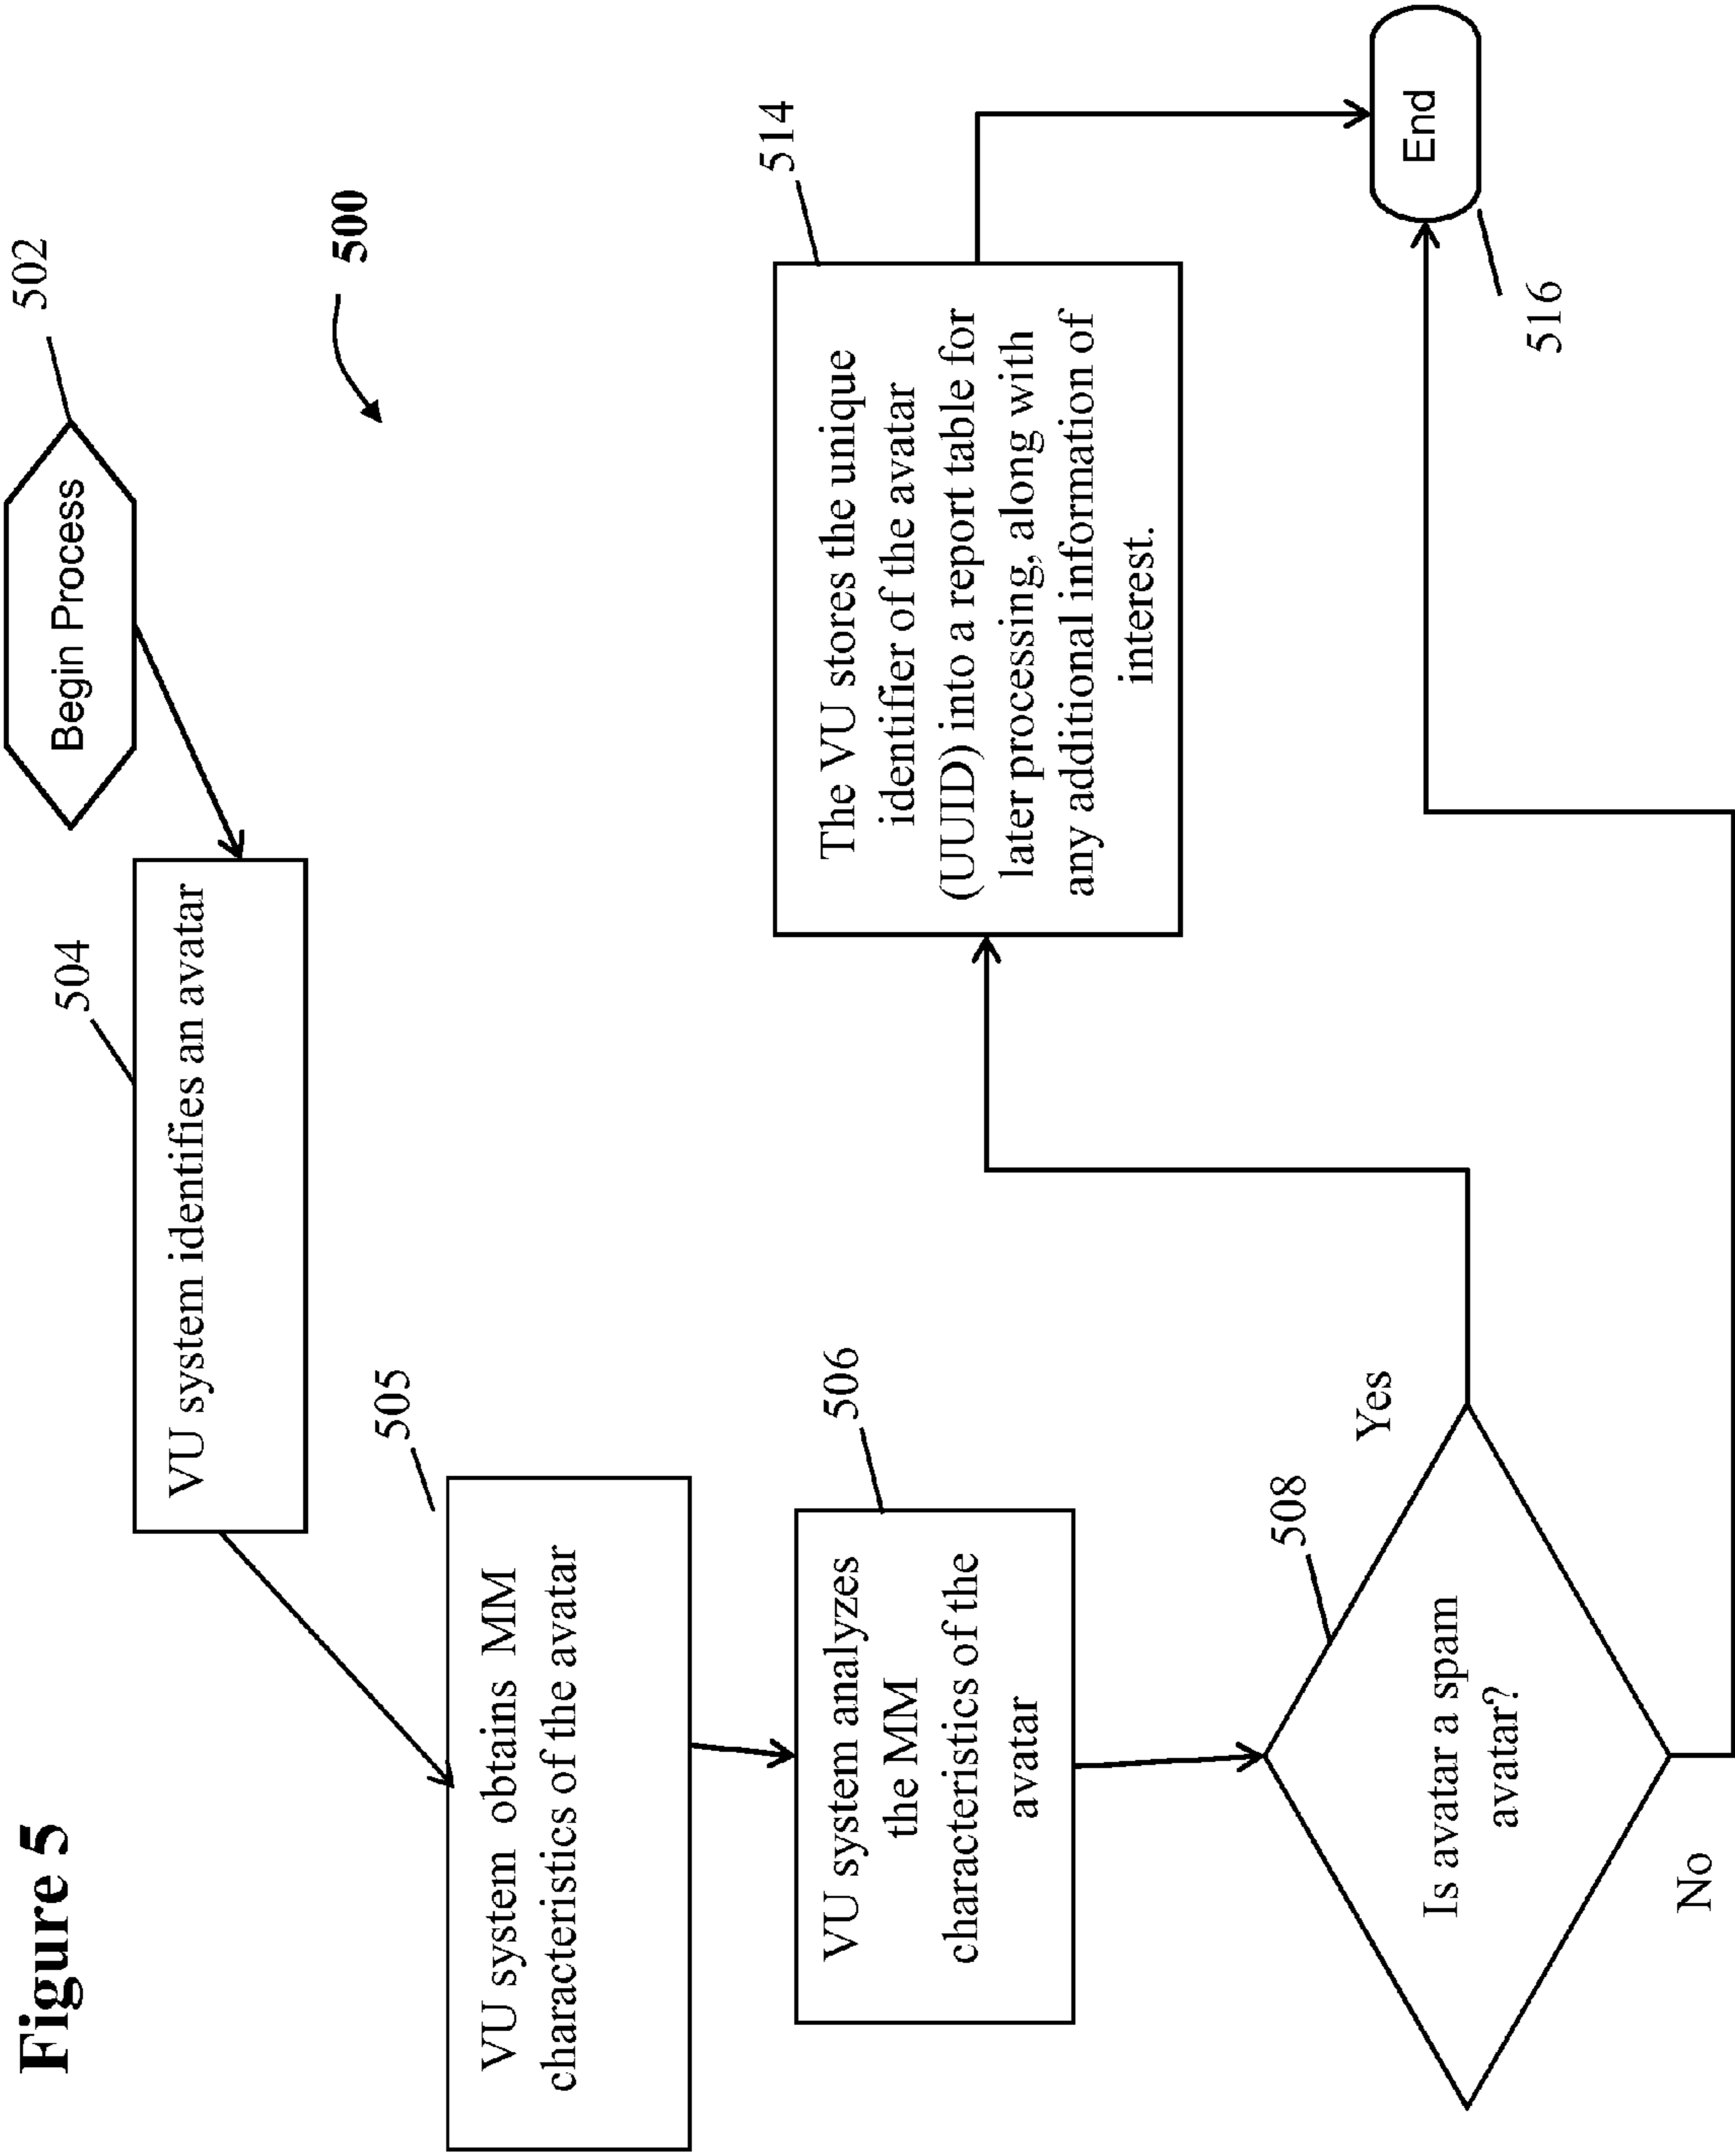 Figure 5
Begin Process
502
500
504
VU system identifies an avatar
505
VU system obtains MM
characteristics of the avatar
506
VU system analyzes
the MM
characteristics of the
avatar
508
Is avatar a spam
avatar?
Yes
No
514
The VU stores the unique
identifier of the avatar
(UUID) into a report table for
later processing, along with
any additional information of
interest.
End
516